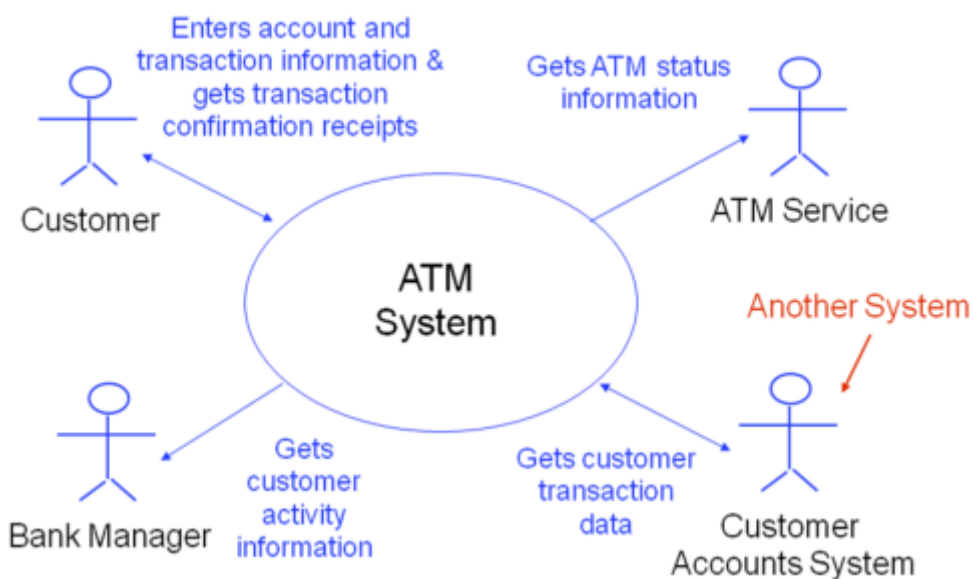 Enters account and
transaction information &
gets transaction
confirmation receipts
Gets ATM status
information
Customer
ATM Service
ATM
System
Another System
Gets
customer
activity
information
Gets customer
transaction
data
Bank Manager
Customer
Accounts System